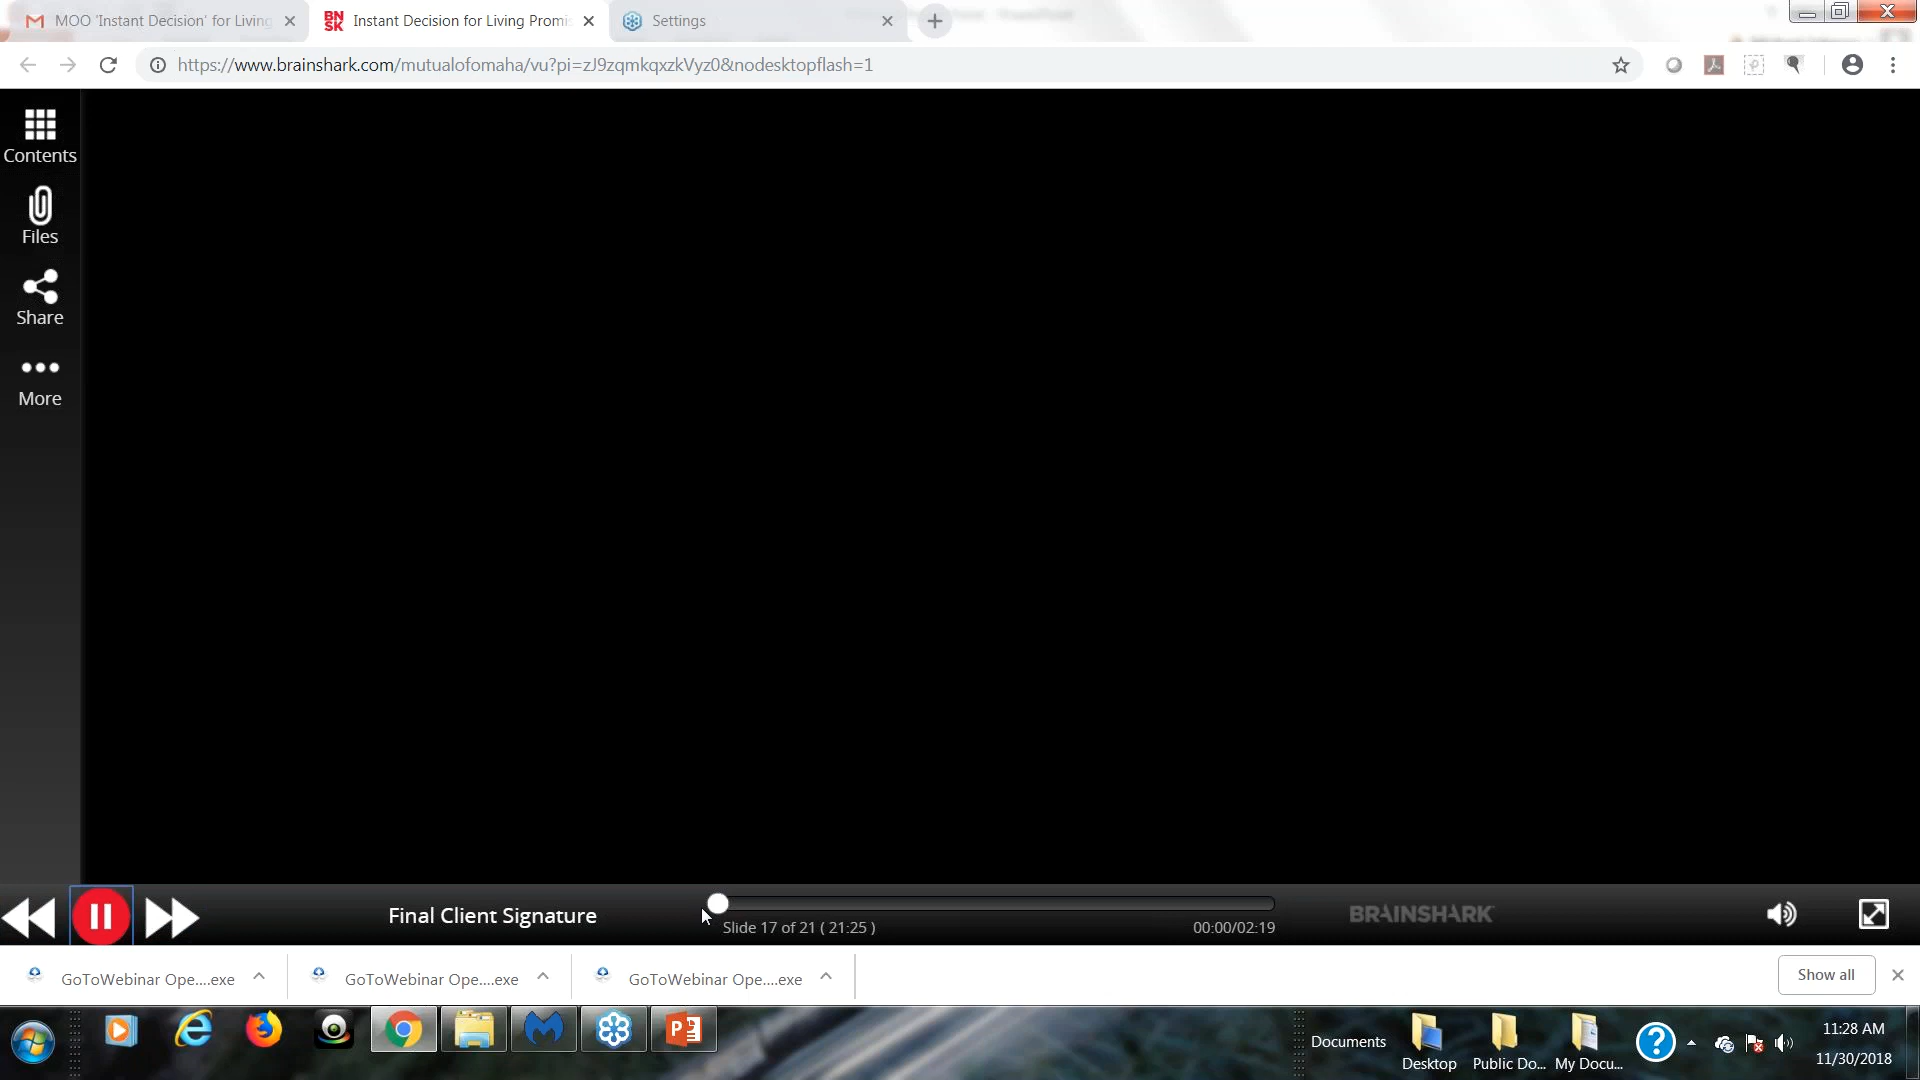 MOO 'Instant Decision' for Living
BN
SK
Instant Decision for Living Promi
Settings
https://www.brainshark.com/mutualofomaha/vu?pi=zJ9zqmkqxzkVyz0&nodesktopflash=1
Contents
Files
Share
More
Final Client Signature
Slide 17 of 21 ( 21:25 )
00:00/02:19
BRAINSHARK
GoToWebinar Ope....exe
GoToWebinar Ope....exe
GoToWebinar Ope....exe
Show all
Documents
Desktop
Public Do...
My Docu...
11:28 AM
11/30/2018